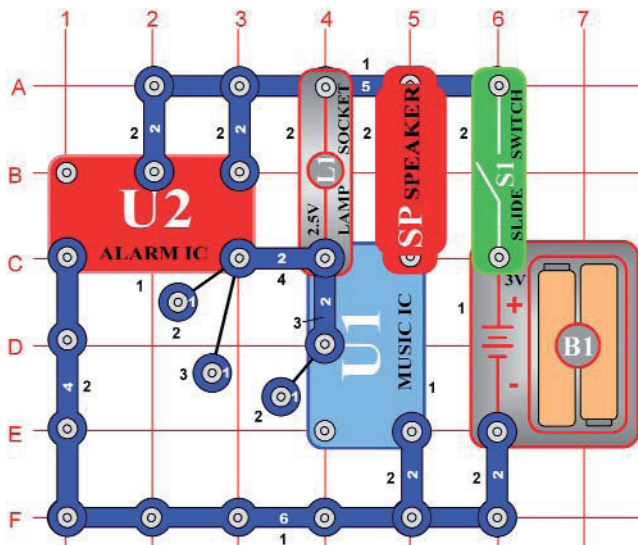 1 2 3 4 5 6 7
A
1
5
2 2 2 2 2 2 2
L1
LAMP SOCKET
2.5V
SP SPEAKER
S1
SLIDE SWITCH
B
U2
ALARM IC
C
2
4
1
3V
1
1
2
3 2
U1
MUSIC IC
+
B1
-
D
1
3
1
2
4 2
1
E
2 2
2 2
F
6
1